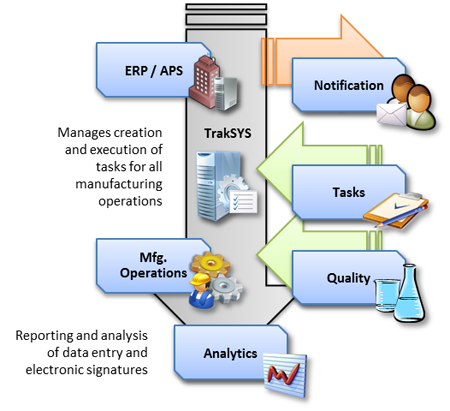 ERP / APS
Notification
Manages creation
and execution of
tasks for all
manufacturing
operations
TrakSYS
Tasks
Mfg.
Operations
Quality
Reporting and analysis
of data entry and
electronic signatures
Analytics